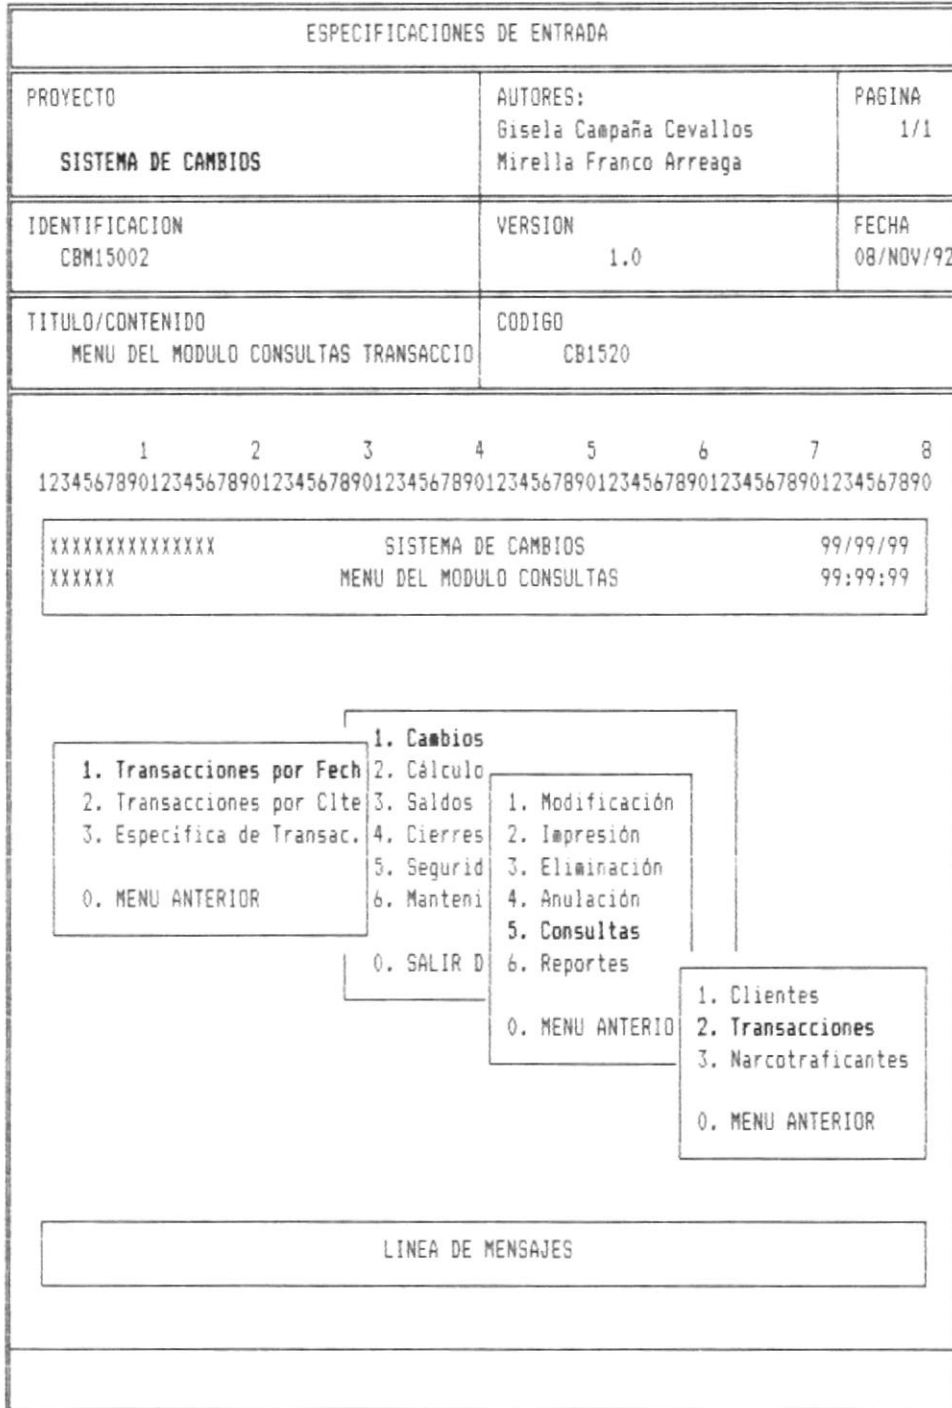 ESPECIFICACIONES DE ENTRADA
PROYECTO
SISTEMA DE CAMBIOS
AUTORES:
Gisela Campaña Cevallos
Mirella Franco Arreaga
PAGINA
1/1
IDENTIFICACION
CBM15002
VERSION
1.0
FECHA
08/NOV/92
TITULO/CONTENIDO
MENU DEL MODULO CONSULTAS TRANSACCIO
CODIGO
CB1520
1 2 3 4 5 6 7 8
12345678901234567890123456789012345678901234567890123456789012345678901234567890
XXXXXXXXXXXXXXX SISTEMA DE CAMBIOS 99/99/99
XXXXXX MENU DEL MODULO CONSULTAS 99:99:99
1. Transacciones por Fech
2. Transacciones por Clte
3. Específica de Transac.
0. MENU ANTERIOR
1. Cambios
2. Cálculo
3. Saldos
4. Cierres
5. Segurid
6. Manteni
0. SALIR D
1. Modificación
2. Impresión
3. Eliminación
4. Anulación
5. Consultas
6. Reportes
0. MENU ANTERIO
1. Clientes
2. Transacciones
3. Narcotraficantes
0. MENU ANTERIOR
LINEA DE MENSAJES